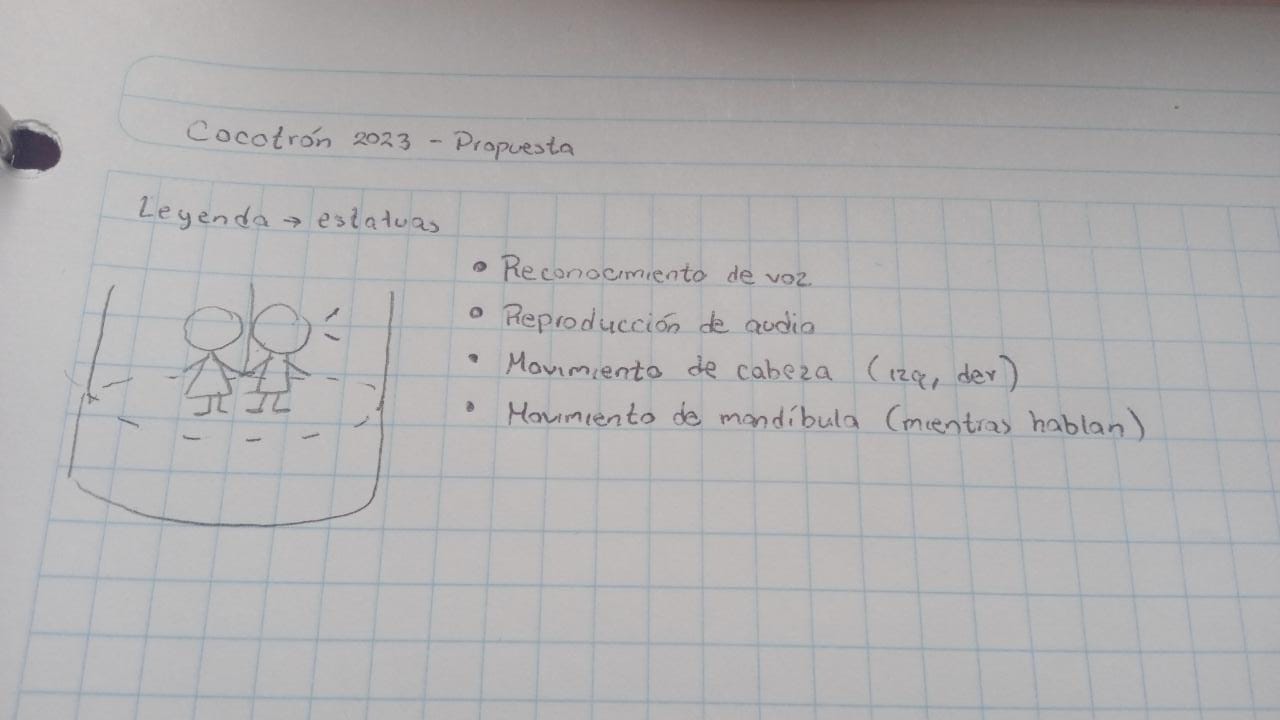 Cocotrón 2023 - Propuesta
Leyenda → estatuas
• Reconocimiento de voz
• Reproducción de audio
• Movimiento de cabeza (izq, der)
• Movimiento de mandíbula (mientras hablan)